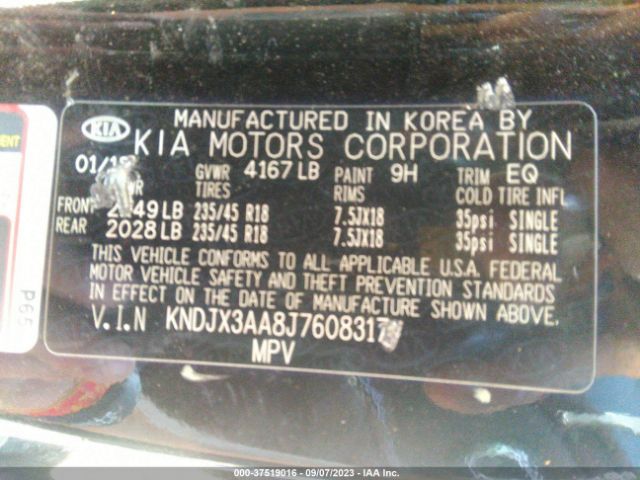 MANUFACTURED IN KOREA BY
KIA KIA MOTORS CORPORATION
GVWR 4167 LB PAINT 9H TRIM EQ
TIRES RIMS COLD TIRE INFL
FRONT 235/45 R18 7.5JX18 35psi SINGLE
REAR 2028 LB 235/45 R18 7.5JX18 35psi SINGLE
THIS VEHICLE CONFORMS TO ALL APPLICABLE U.S.A. FEDERAL
MOTOR VEHICLE SAFETY AND THEFT PREVENTION STANDARDS
IN EFFECT ON THE DATE OF MANUFACTURE SHOWN ABOVE.
V.I.N
MPV
P65
000-37519016 - 09/07/2023 - IAA Inc.